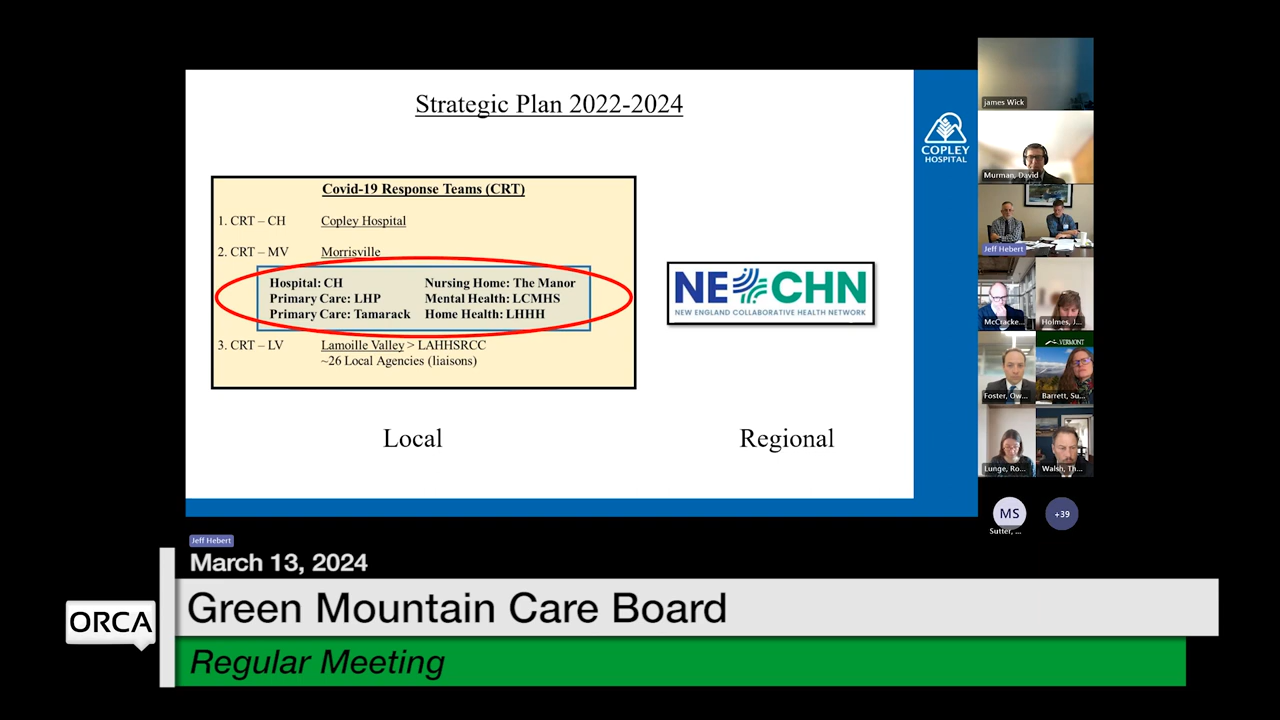 Strategic Plan 2022-2024
COPLEY
HOSPITAL
Covid-19 Response Teams (CRT)
1. CRT – CH Copley Hospital
2. CRT – MV Morrisville
Hospital: CH Nursing Home: The Manor
Primary Care: LHP Mental Health: LCMHS
Primary Care: Tamarack Home Health: LHHH
3. CRT – LV Lamoille Valley > LAHHSRCC
~26 Local Agencies (liaisons)
NE CHN
NEW ENGLAND COLLABORATIVE HEALTH NETWORK
Local Regional
james Wick
Murman, David
Jeff Hebert
McCracke... Holmes, J...
VERMONT
Foster, Ow... Barrett, Su...
Lunge, Ro... Walsh, Th...
MS +39
Sutter, ...
Jeff Hebert
March 13, 2024
ORCA
Green Mountain Care Board
Regular Meeting